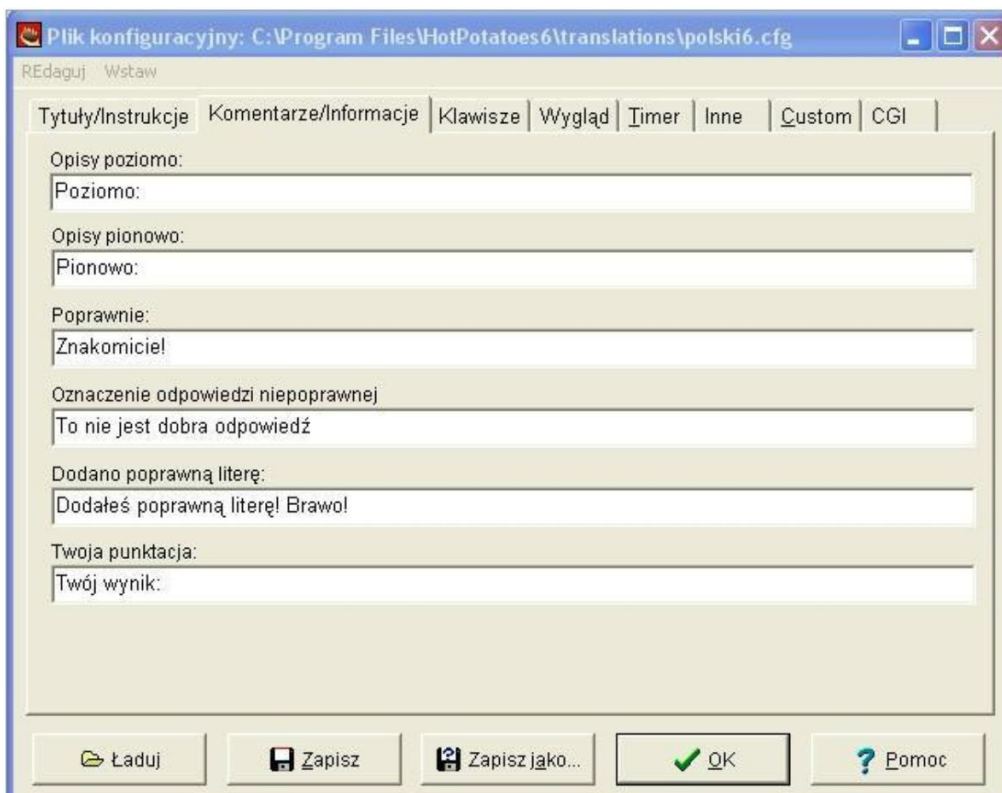 Plik konfiguracyjny: C:\Program Files\HotPotatoes6\translations\polski6.cfg
REdaguj Wstaw
Tytuły/Instrukcje Komentarze/Informacje Klawisze Wygląd Timer Inne Custom CGI
Opisy poziomo:
Poziomo:
Opisy pionowo:
Pionowo:
Poprawnie:
Znakomicie!
Oznaczenie odpowiedzi niepoprawnej
To nie jest dobra odpowiedź
Dodano poprawną literę:
Dodałeś poprawną literę! Brawo!
Twoja punktacja:
Twój wynik:
Ładuj Zapisz Zapisz jako... OK Pomoc